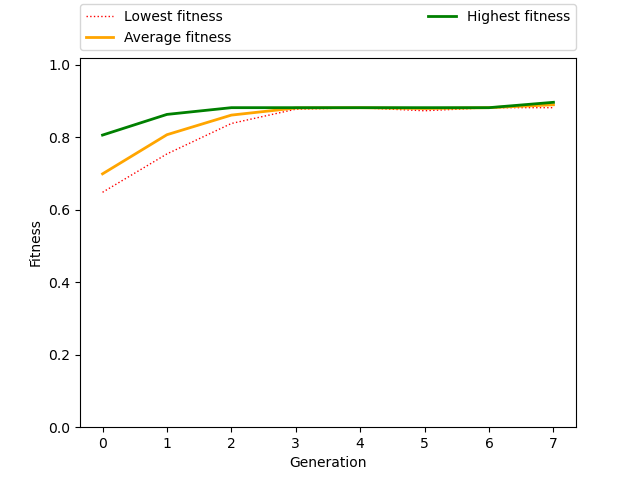 Lowest fitness
Average fitness
Highest fitness
1.0
0.8
0.6
0.4
0.2
0.0
Fitness
0 1 2 3 4 5 6 7
Generation